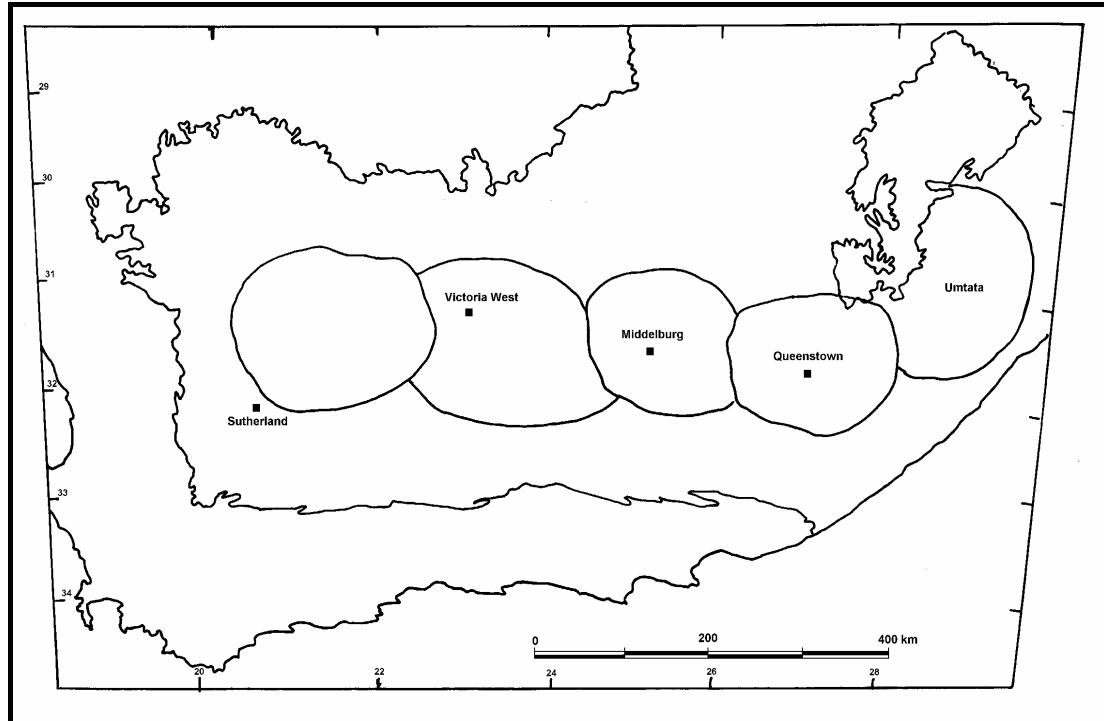 29
30
31
32
33
34
Victoria West
Middelburg
Queenstown
Umtata
Sutherland
0 200 400 km
20 22 24 26 28